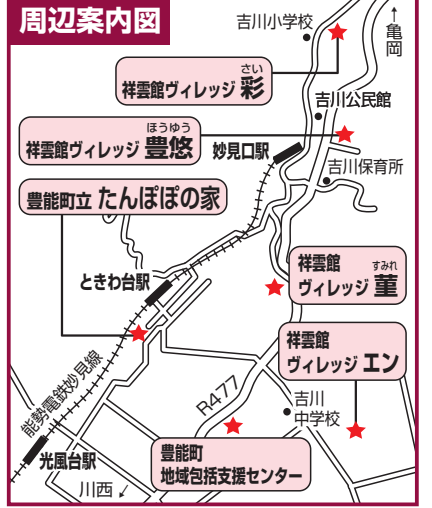 周辺案内図
吉川小学校
↑
亀岡
さい
祥雲館ヴィレッジ 彩
吉川公民館
ほうゆう
祥雲館ヴィレッジ 豊悠
妙見口駅
吉川保育所
豊能町立 たんぽぽの家
ときわ台駅
祥雲館
すみれ
ヴィレッジ 菫
祥雲館
ヴィレッジ エン
能勢電鉄妙見線
R477
吉川
中学校
光風台駅
豊能町
地域包括支援センター
川西 ↙